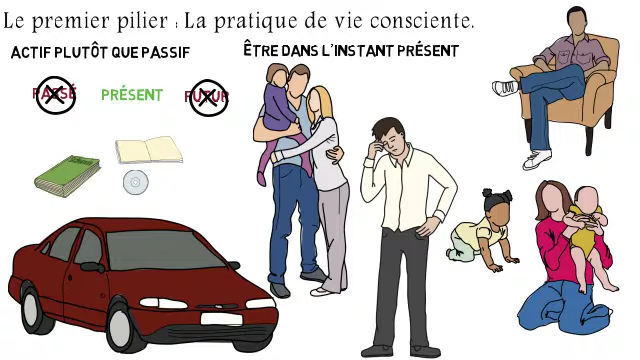 Le premier pilier : La pratique de vie consciente.
ACTIF PLUTÔT QUE PASSIF
ÊTRE DANS L'INSTANT PRÉSENT
PASSÉ PRÉSENT FUTUR